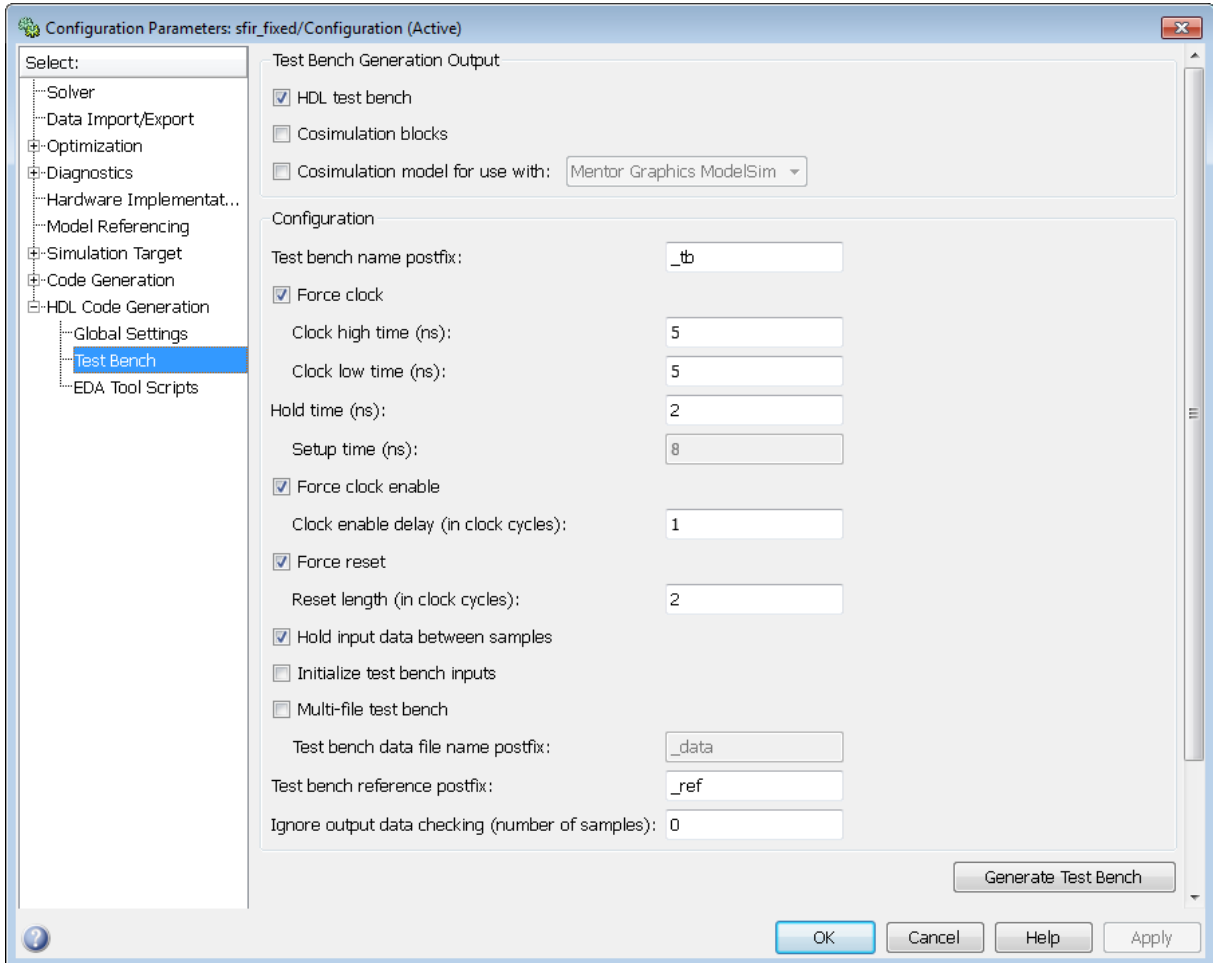 Configuration Parameters: sfir_fixed/Configuration (Active)
Select:
Solver
Data Import/Export
Optimization
Diagnostics
Hardware Implementat...
Model Referencing
Simulation Target
Code Generation
HDL Code Generation
Global Settings
Test Bench
EDA Tool Scripts
Test Bench Generation Output
HDL test bench
Cosimulation blocks
Cosimulation model for use with: Mentor Graphics ModelSim
Configuration
Test bench name postfix: _tb
Force clock
Clock high time (ns): 5
Clock low time (ns): 5
Hold time (ns): 2
Setup time (ns): 8
Force clock enable
Clock enable delay (in clock cycles): 1
Force reset
Reset length (in clock cycles): 2
Hold input data between samples
Initialize test bench inputs
Multi-file test bench
Test bench data file name postfix: _data
Test bench reference postfix: _ref
Ignore output data checking (number of samples): 0
Generate Test Bench
? OK Cancel Help Apply